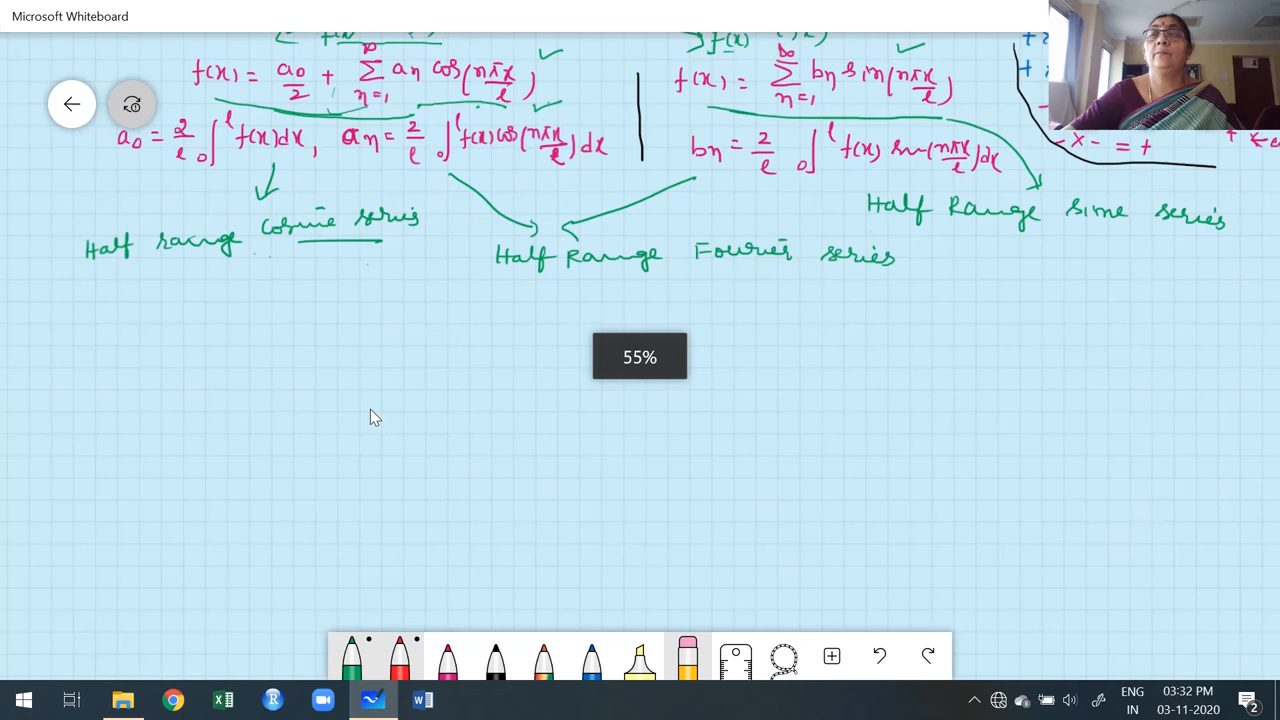 Microsoft Whiteboard
f(x)
f(x) = a0/2 + ∞ Σ n=1 an cos(nπx/l)
f(x) = ∞ Σ n=1 bn sin(nπx/l)
a0 = 2/l 0∫l f(x)dx, an = 2/l 0∫l f(x)cos(nπx/l)dx
bn = 2/l 0∫l f(x) sin(nπx/l)dx
- x - = +
Half range cosine series
Half Range Fourier series
Half Range sine series
55%
ENG
IN
03:32 PM
03-11-2020
2